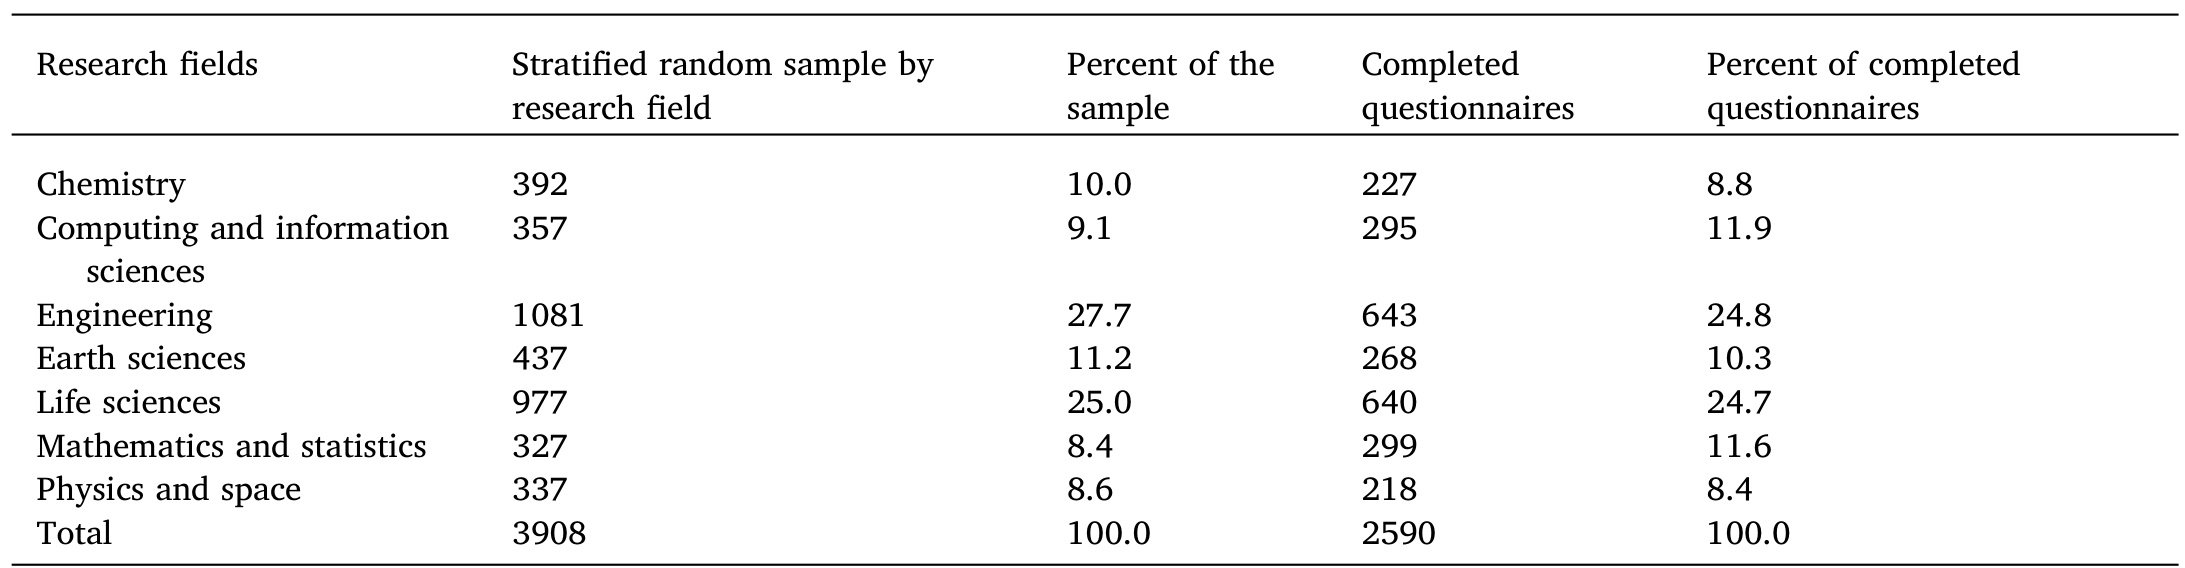 Research fields Stratified random sample by Percent of the Completed Percent of completed
research field sample questionnaires questionnaires
Chemistry 392 10.0 227 8.8
Computing and information 357 9.1 295 11.9
sciences
Engineering 1081 27.7 643 24.8
Earth sciences 437 11.2 268 10.3
Life sciences 977 25.0 640 24.7
Mathematics and statistics 327 8.4 299 11.6
Physics and space 337 8.6 218 8.4
Total 3908 100.0 2590 100.0